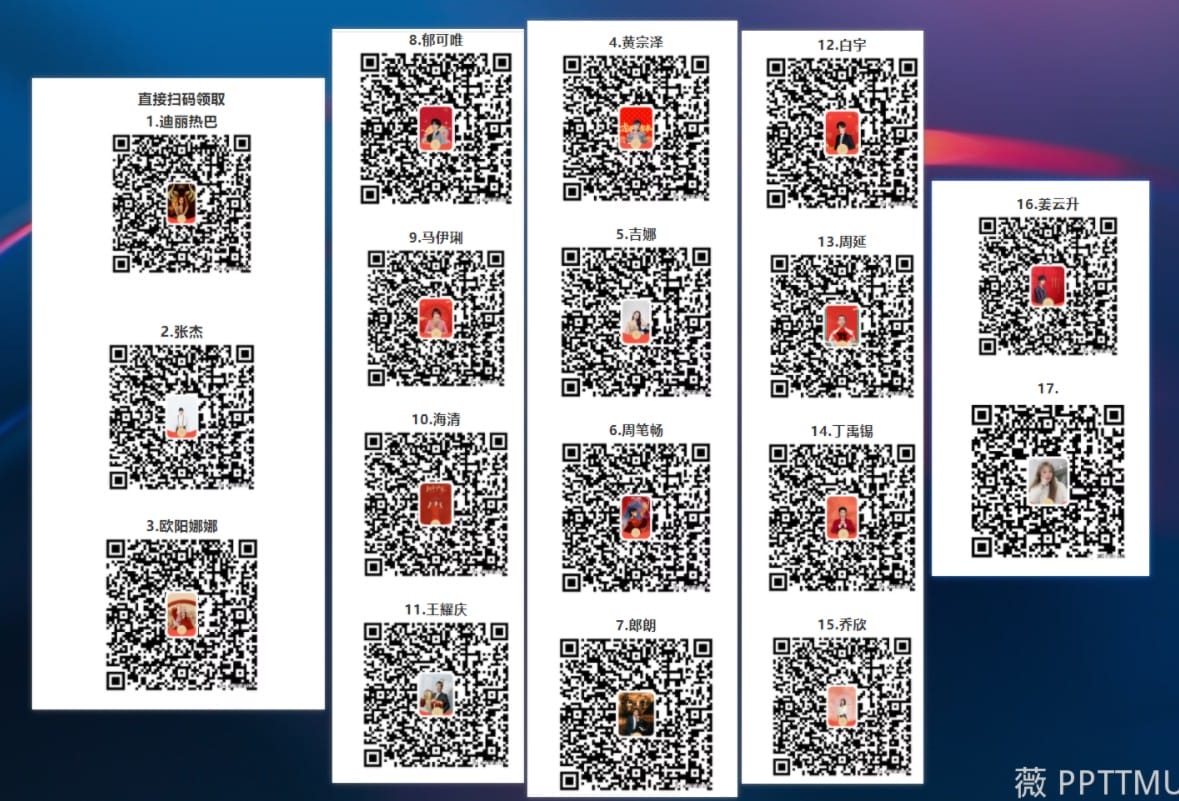 直接扫码领取
1.迪丽热巴
2.张杰
3.欧阳娜娜
8.郁可唯
9.马伊琍
10.海清
11.王耀庆
4.黄宗泽
5.吉娜
6.周笔畅
7.郎朗
12.白宇
13.周延
14.丁禹锡
15.乔欣
16.姜云升
17.
薇 PPTTMU